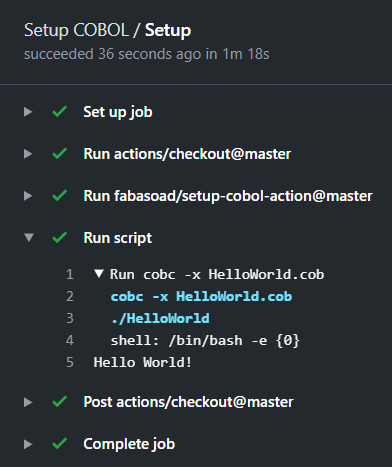 Setup COBOL / Setup
succeeded 36 seconds ago in 1m 18s
Set up job
Run actions/checkout@master
Run fabasoad/setup-cobol-action@master
Run script
1 ▼ Run cobc -x HelloWorld.cob
2 cobc -x HelloWorld.cob
3 ./HelloWorld
4 shell: /bin/bash -e {0}
5 Hello World!
Post actions/checkout@master
Complete job